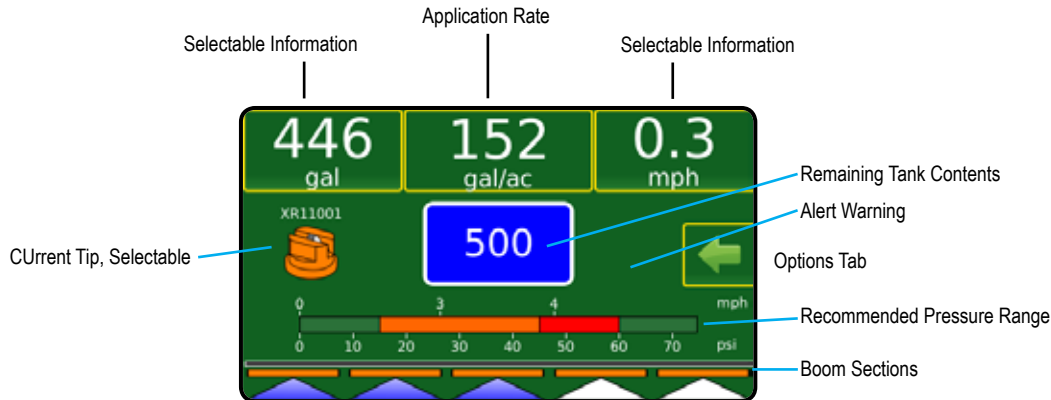 Application Rate
Selectable Information
Selectable Information
446
gal
152
gal/ac
0.3
mph
Remaining Tank Contents
XR11001
Alert Warning
500
CUrrent Tip, Selectable
Options Tab
0 3 4 mph
Recommended Pressure Range
0 10 20 30 40 50 60 70 psi
Boom Sections